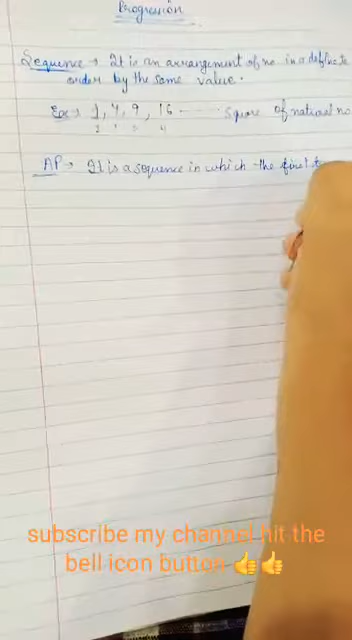 Progression
Sequence → It is an arrangement of no. in a definite
order by the same value.
Ex → 1, 4, 9, 16 ------ Square of natural no
1 2 3 4
AP → It is a sequence in which the first
subscribe my channel hit the
bell icon button 👍👍